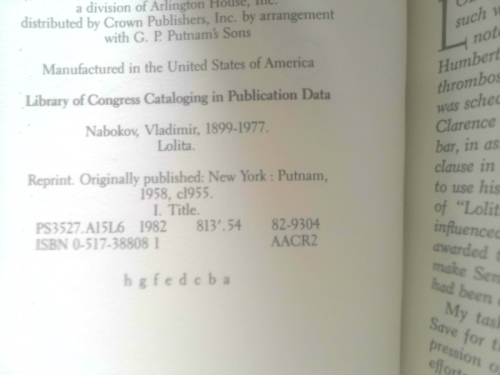 a division of Arlington House, Inc.
distributed by Crown Publishers, Inc. by arrangement
with G. P. Putnam's Sons
Manufactured in the United States of America
Library of Congress Cataloging in Publication Data
Nabokov, Vladimir, 1899-1977.
Lolita.
Reprint. Originally published: New York : Putnam,
1958, cl955.
I. Title.
PS3527.A15L6 1982 813'.54 82-9304
ISBN 0-517-38808 1 AACR2
h g f e d c b a
such
note
Humbert
thrombos
was sched
Clarence
bar, in as
clause in
to use his
of "Lolit
influenced
awarded t
make Sen
had been
My task
Save for t
pression o
efforts